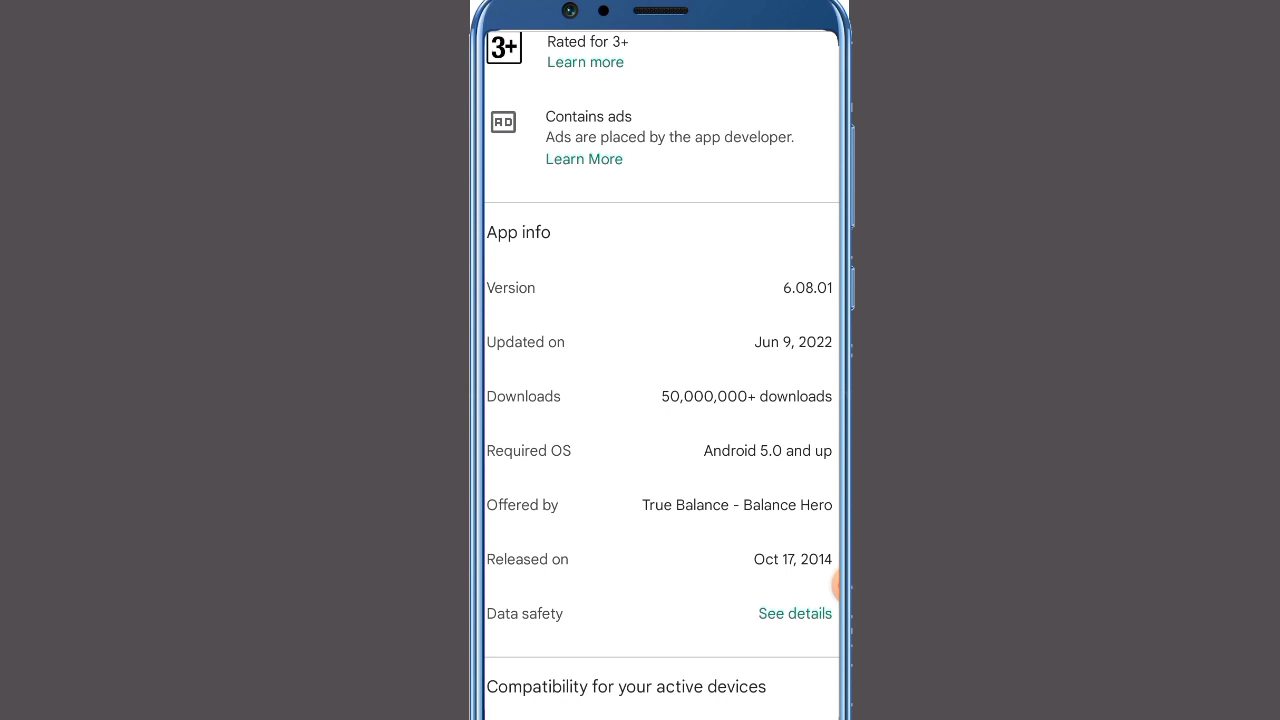 3+
Rated for 3+
Learn more
AD
Contains ads
Ads are placed by the app developer.
Learn More
App info
Version 6.08.01
Updated on Jun 9, 2022
Downloads 50,000,000+ downloads
Required OS Android 5.0 and up
Offered by True Balance - Balance Hero
Released on Oct 17, 2014
Data safety See details
Compatibility for your active devices